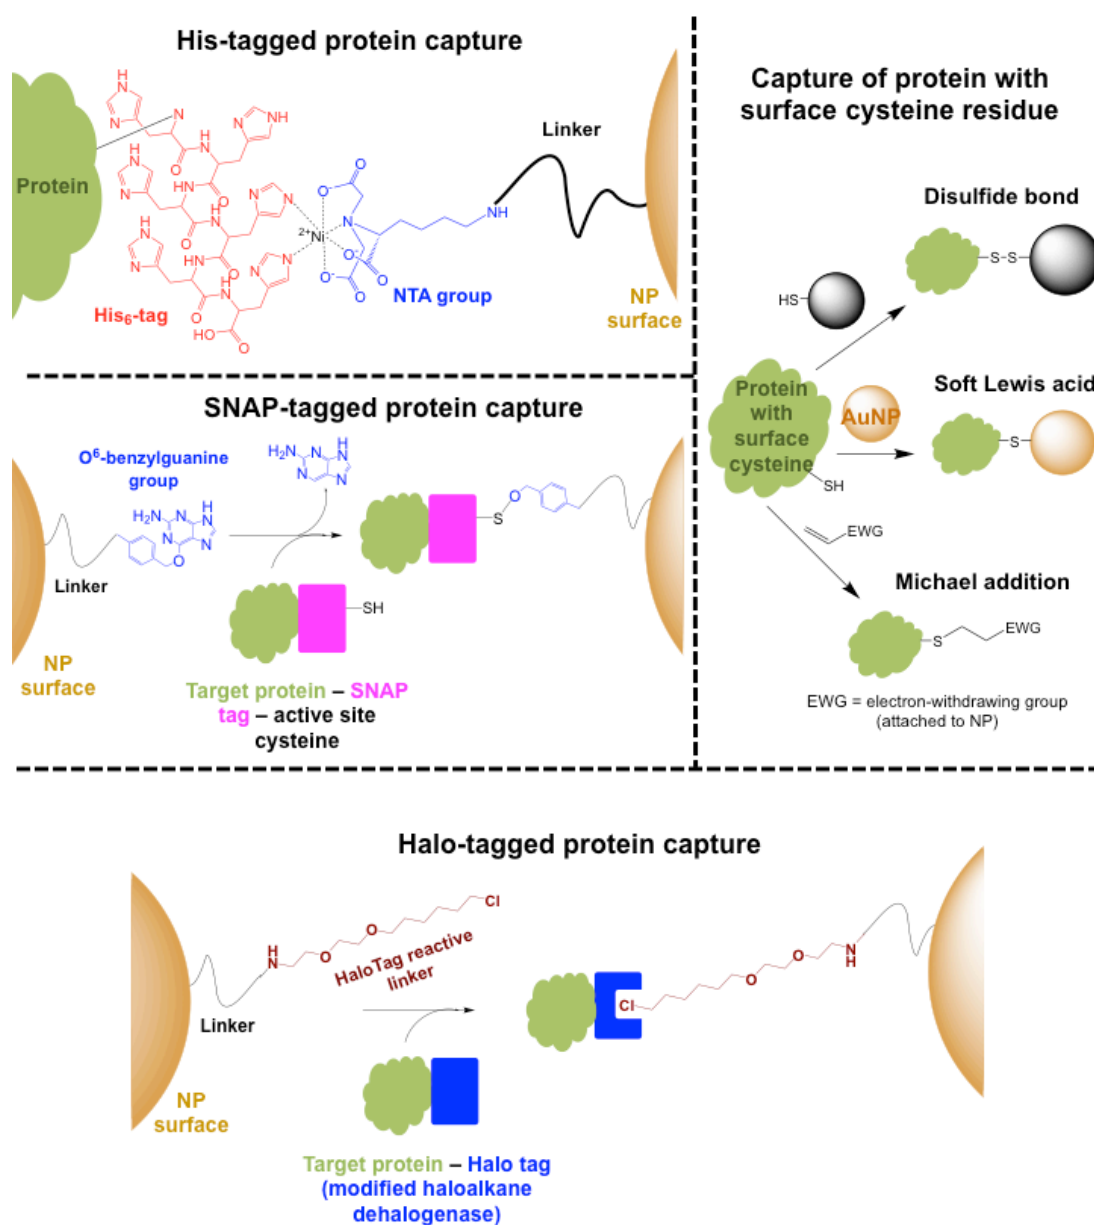 His-tagged protein capture
Protein
His6-tag
2+Ni
NTA group
NH
Linker
NP
surface
SNAP-tagged protein capture
O6-benzylguanine
group
Linker
NP
surface
SH
S
O
Target protein – SNAP
tag – active site
cysteine
Capture of protein with
surface cysteine residue
Disulfide bond
HS
S-S
Protein
with
surface
cysteine
SH
AuNP
Soft Lewis acid
S
EWG
Michael addition
S
EWG
EWG = electron-withdrawing group
(attached to NP)
Halo-tagged protein capture
H
N
O
O
Cl
HaloTag reactive
linker
Linker
NP
surface
Cl
O
O
N
H
Target protein – Halo tag
(modified haloalkane
dehalogenase)